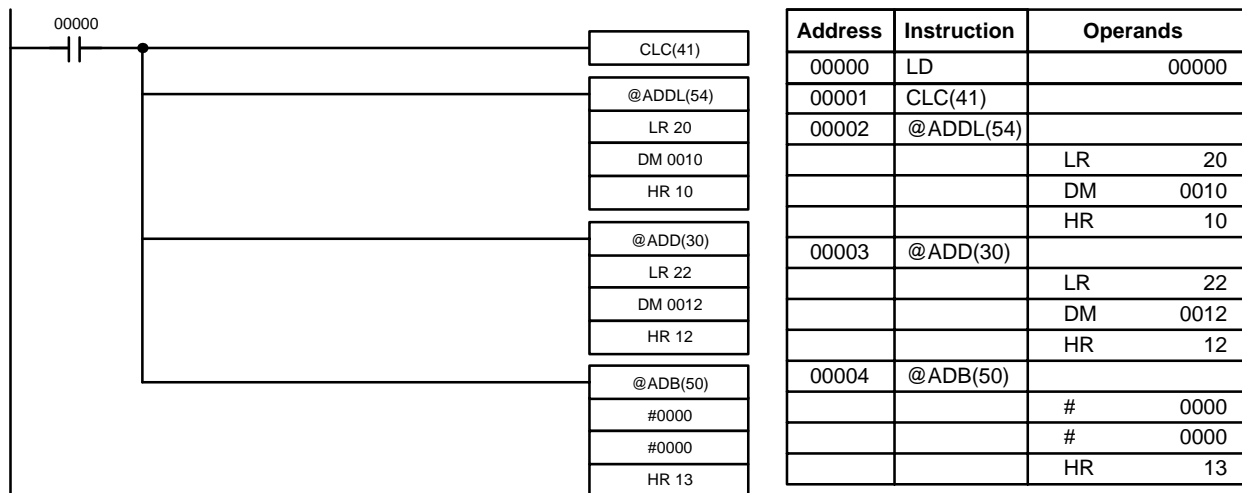 00000
CLC(41)
@ADDL(54)
LR 20
DM 0010
HR 10
@ADD(30)
LR 22
DM 0012
HR 12
@ADB(50)
#0000
#0000
HR 13
Address Instruction Operands
00000 LD 00000
00001 CLC(41)
00002 @ADDL(54)
LR 20
DM 0010
HR 10
00003 @ADD(30)
LR 22
DM 0012
HR 12
00004 @ADB(50)
# 0000
# 0000
HR 13